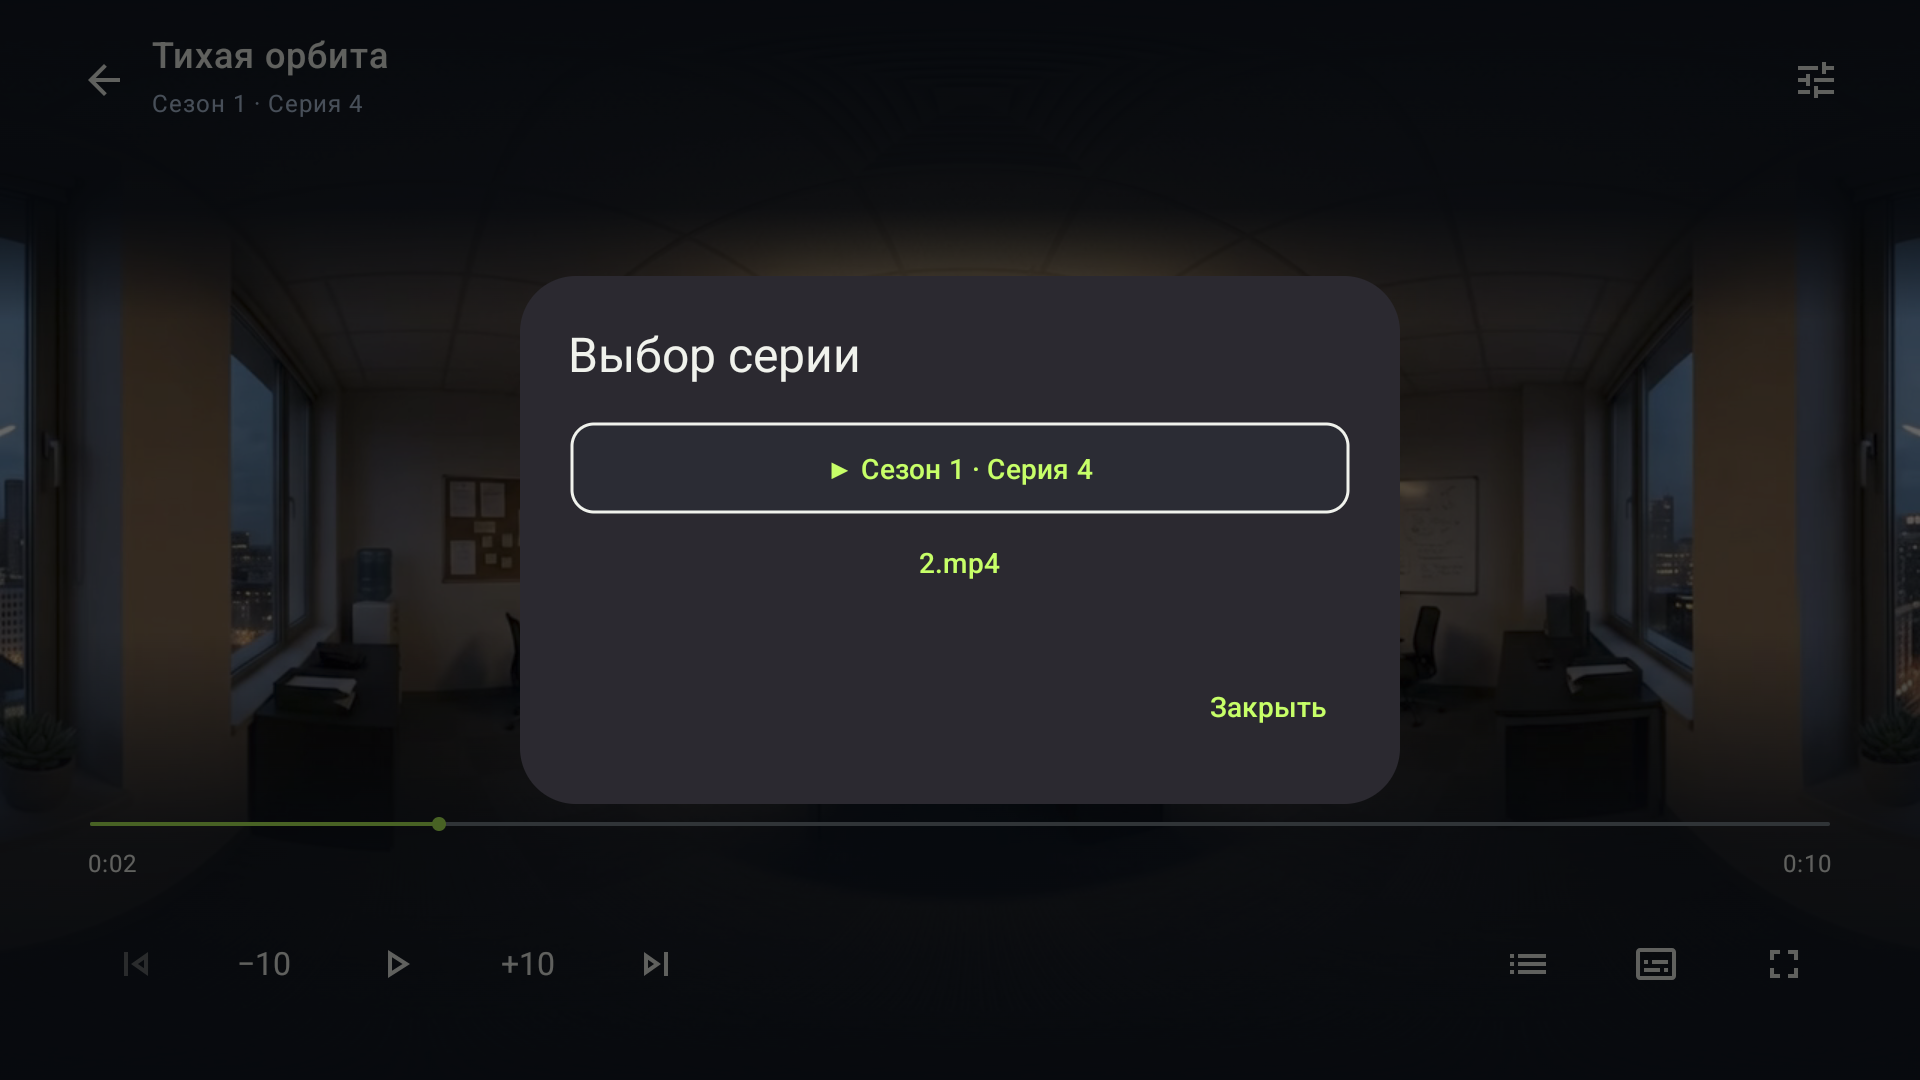 Тихая орбита
Сезон 1 · Серия 4
Выбор серии
► Сезон 1 · Серия 4
2.mp4
Закрыть
0:02
0:10
−10
+10